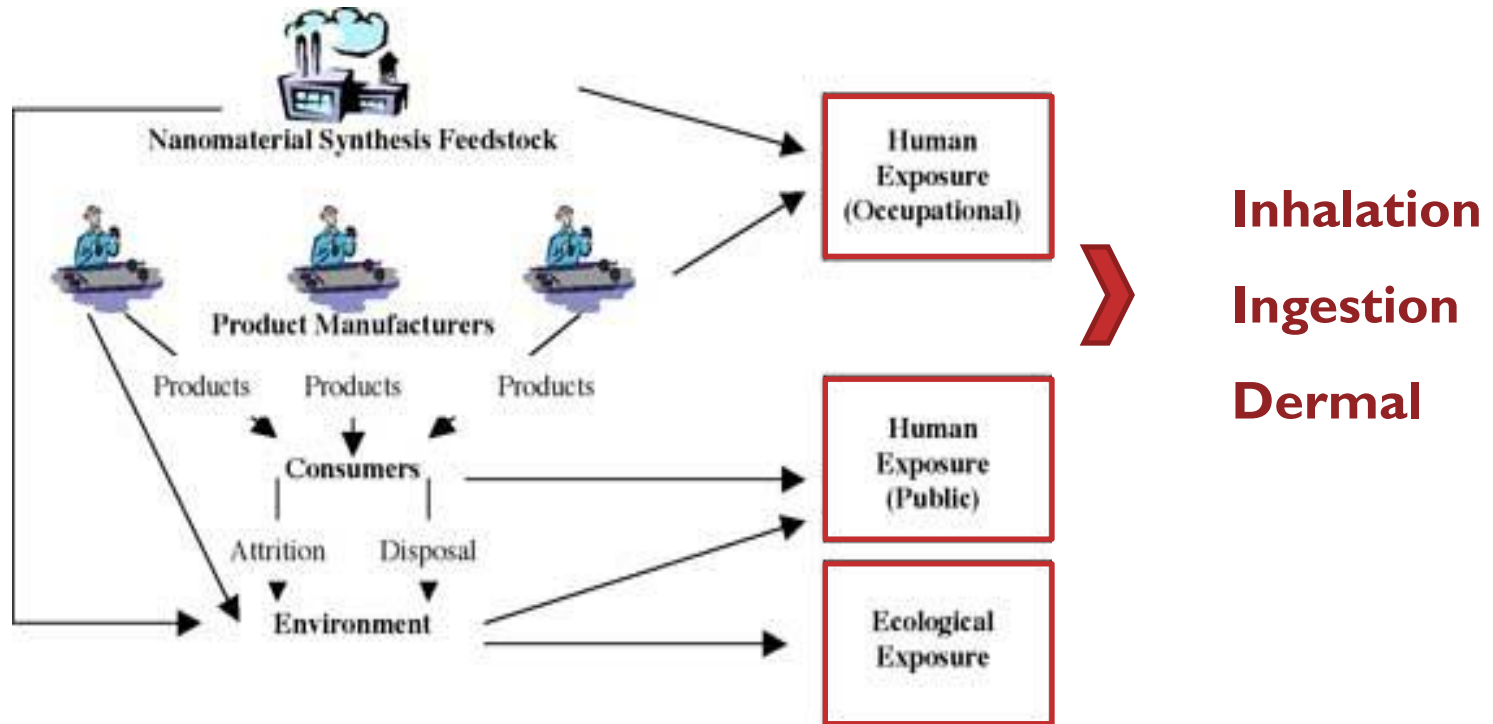 Nanomaterial Synthesis Feedstock
Product Manufacturers
Products
Products
Products
Consumers
Attrition
Disposal
Environment
Human
Exposure
(Occupational)
Human
Exposure
(Public)
Ecological
Exposure
Inhalation
Ingestion
Dermal